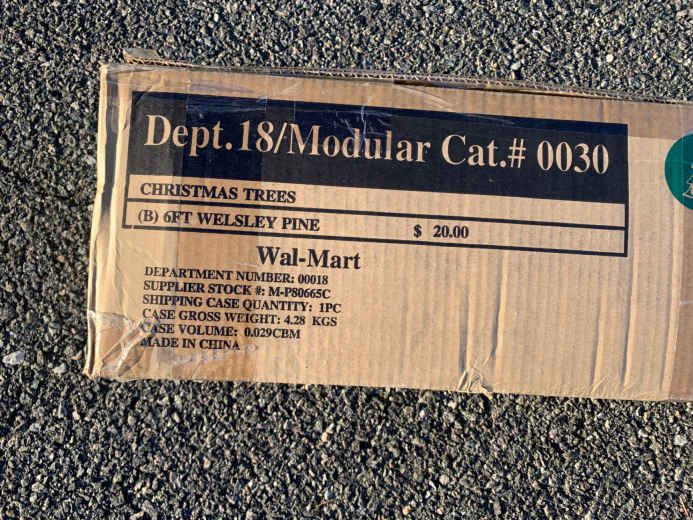 Dept.18/Modular Cat.# 0030
CHRISTMAS TREES
(B) 6FT WELSLEY PINE $ 20.00
Wal-Mart
DEPARTMENT NUMBER: 00018
SUPPLIER STOCK #: M-P80665C
SHIPPING CASE QUANTITY: 1PC
CASE GROSS WEIGHT: 4.28 KGS
CASE VOLUME: 0.029CBM
MADE IN CHINA